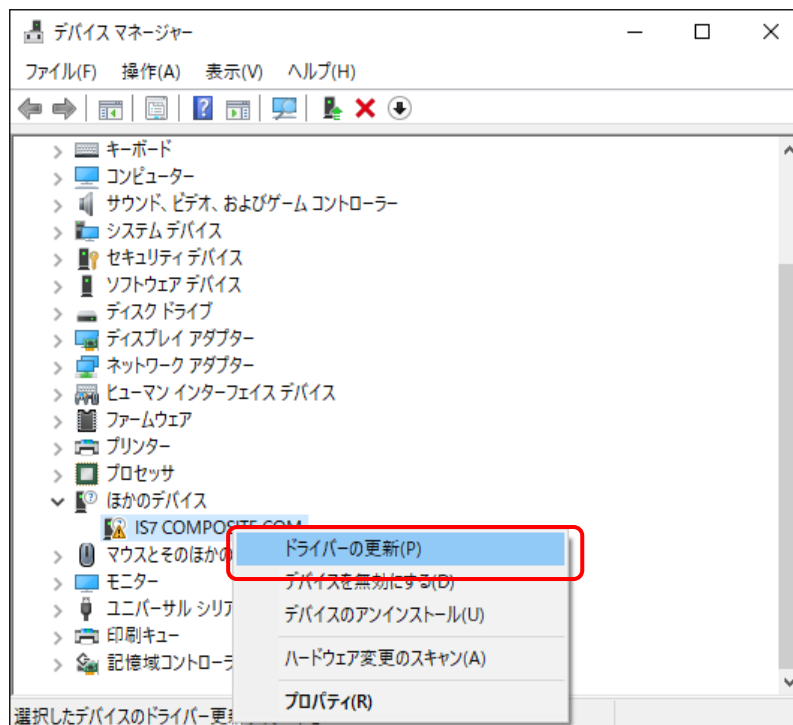 デバイス マネージャー
ファイル(F) 操作(A) 表示(V) ヘルプ(H)
キーボード
コンピューター
サウンド、ビデオ、およびゲーム コントローラー
システム デバイス
セキュリティ デバイス
ソフトウェア デバイス
ディスク ドライブ
ディスプレイ アダプター
ネットワーク アダプター
ヒューマン インターフェイス デバイス
ファームウェア
プリンター
プロセッサ
ほかのデバイス
IS7 COMPOSITE COM
マウスとそのほかの
モニター
ユニバーサル シリア
印刷キュー
記憶域コントローラ
ドライバーの更新(P)
デバイスを無効にする(D)
デバイスのアンインストール(U)
ハードウェア変更のスキャン(A)
プロパティ(R)
選択したデバイスのドライバー更